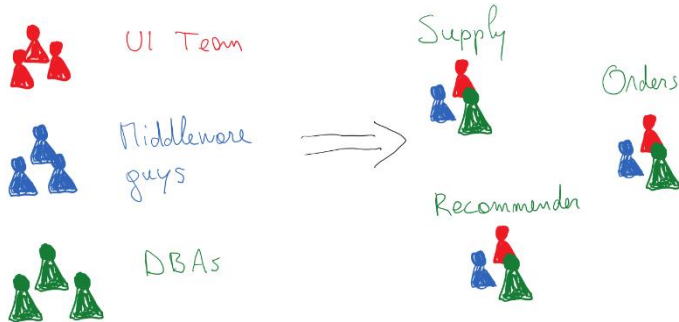 UI Team
Middleware
guys
DBAs
Supply
Orders
Recommender